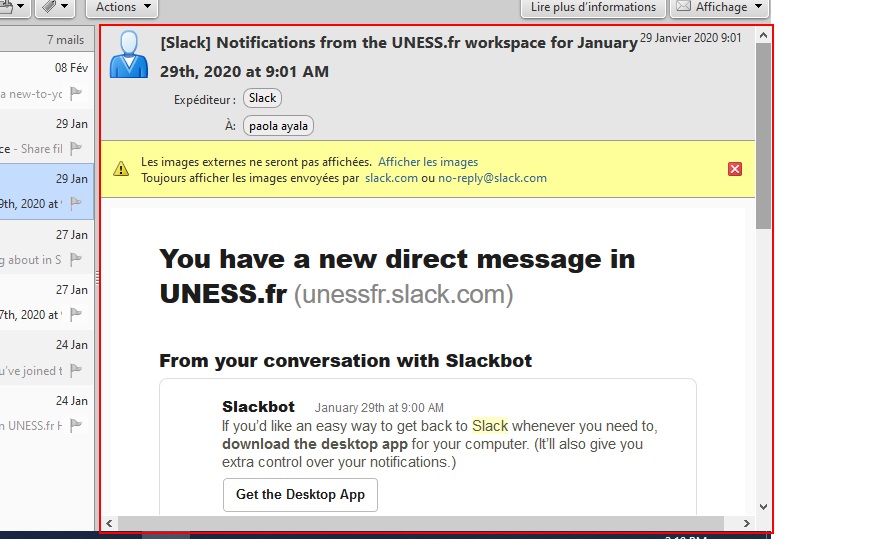 Actions
Lire plus d'informations
Affichage
7 mails
08 Fév
a new-to-yo
29 Jan
ce - Share fil
29 Jan
9th, 2020 at
27 Jan
g about in S
27 Jan
7th, 2020 at
24 Jan
u've joined t
24 Jan
n UNESS.fr H
[Slack] Notifications from the UNESS.fr workspace for January
29 Janvier 2020 9:01
29th, 2020 at 9:01 AM
Expéditeur : Slack
À: paola ayala
Les images externes ne seront pas affichées. Afficher les images
Toujours afficher les images envoyées par slack.com ou no-reply@slack.com
You have a new direct message in
UNESS.fr (unessfr.slack.com)
From your conversation with Slackbot
Slackbot January 29th at 9:00 AM
If you'd like an easy way to get back to Slack whenever you need to,
download the desktop app for your computer. (It'll also give you
extra control over your notifications.)
Get the Desktop App